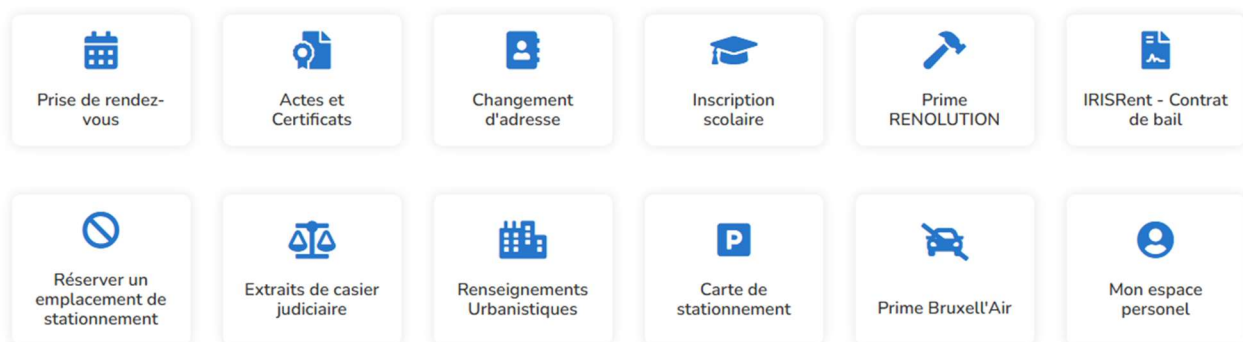 Prise de rendez-
vous
Actes et
Certificats
Changement
d'adresse
Inscription
scolaire
Prime
RENOLUTION
IRISRent - Contrat
de bail
Réserver un
emplacement de
stationnement
Extraits de casier
judiciaire
Renseignements
Urbanistiques
P
Carte de
stationnement
Prime Bruxell'Air
Mon espace
personel